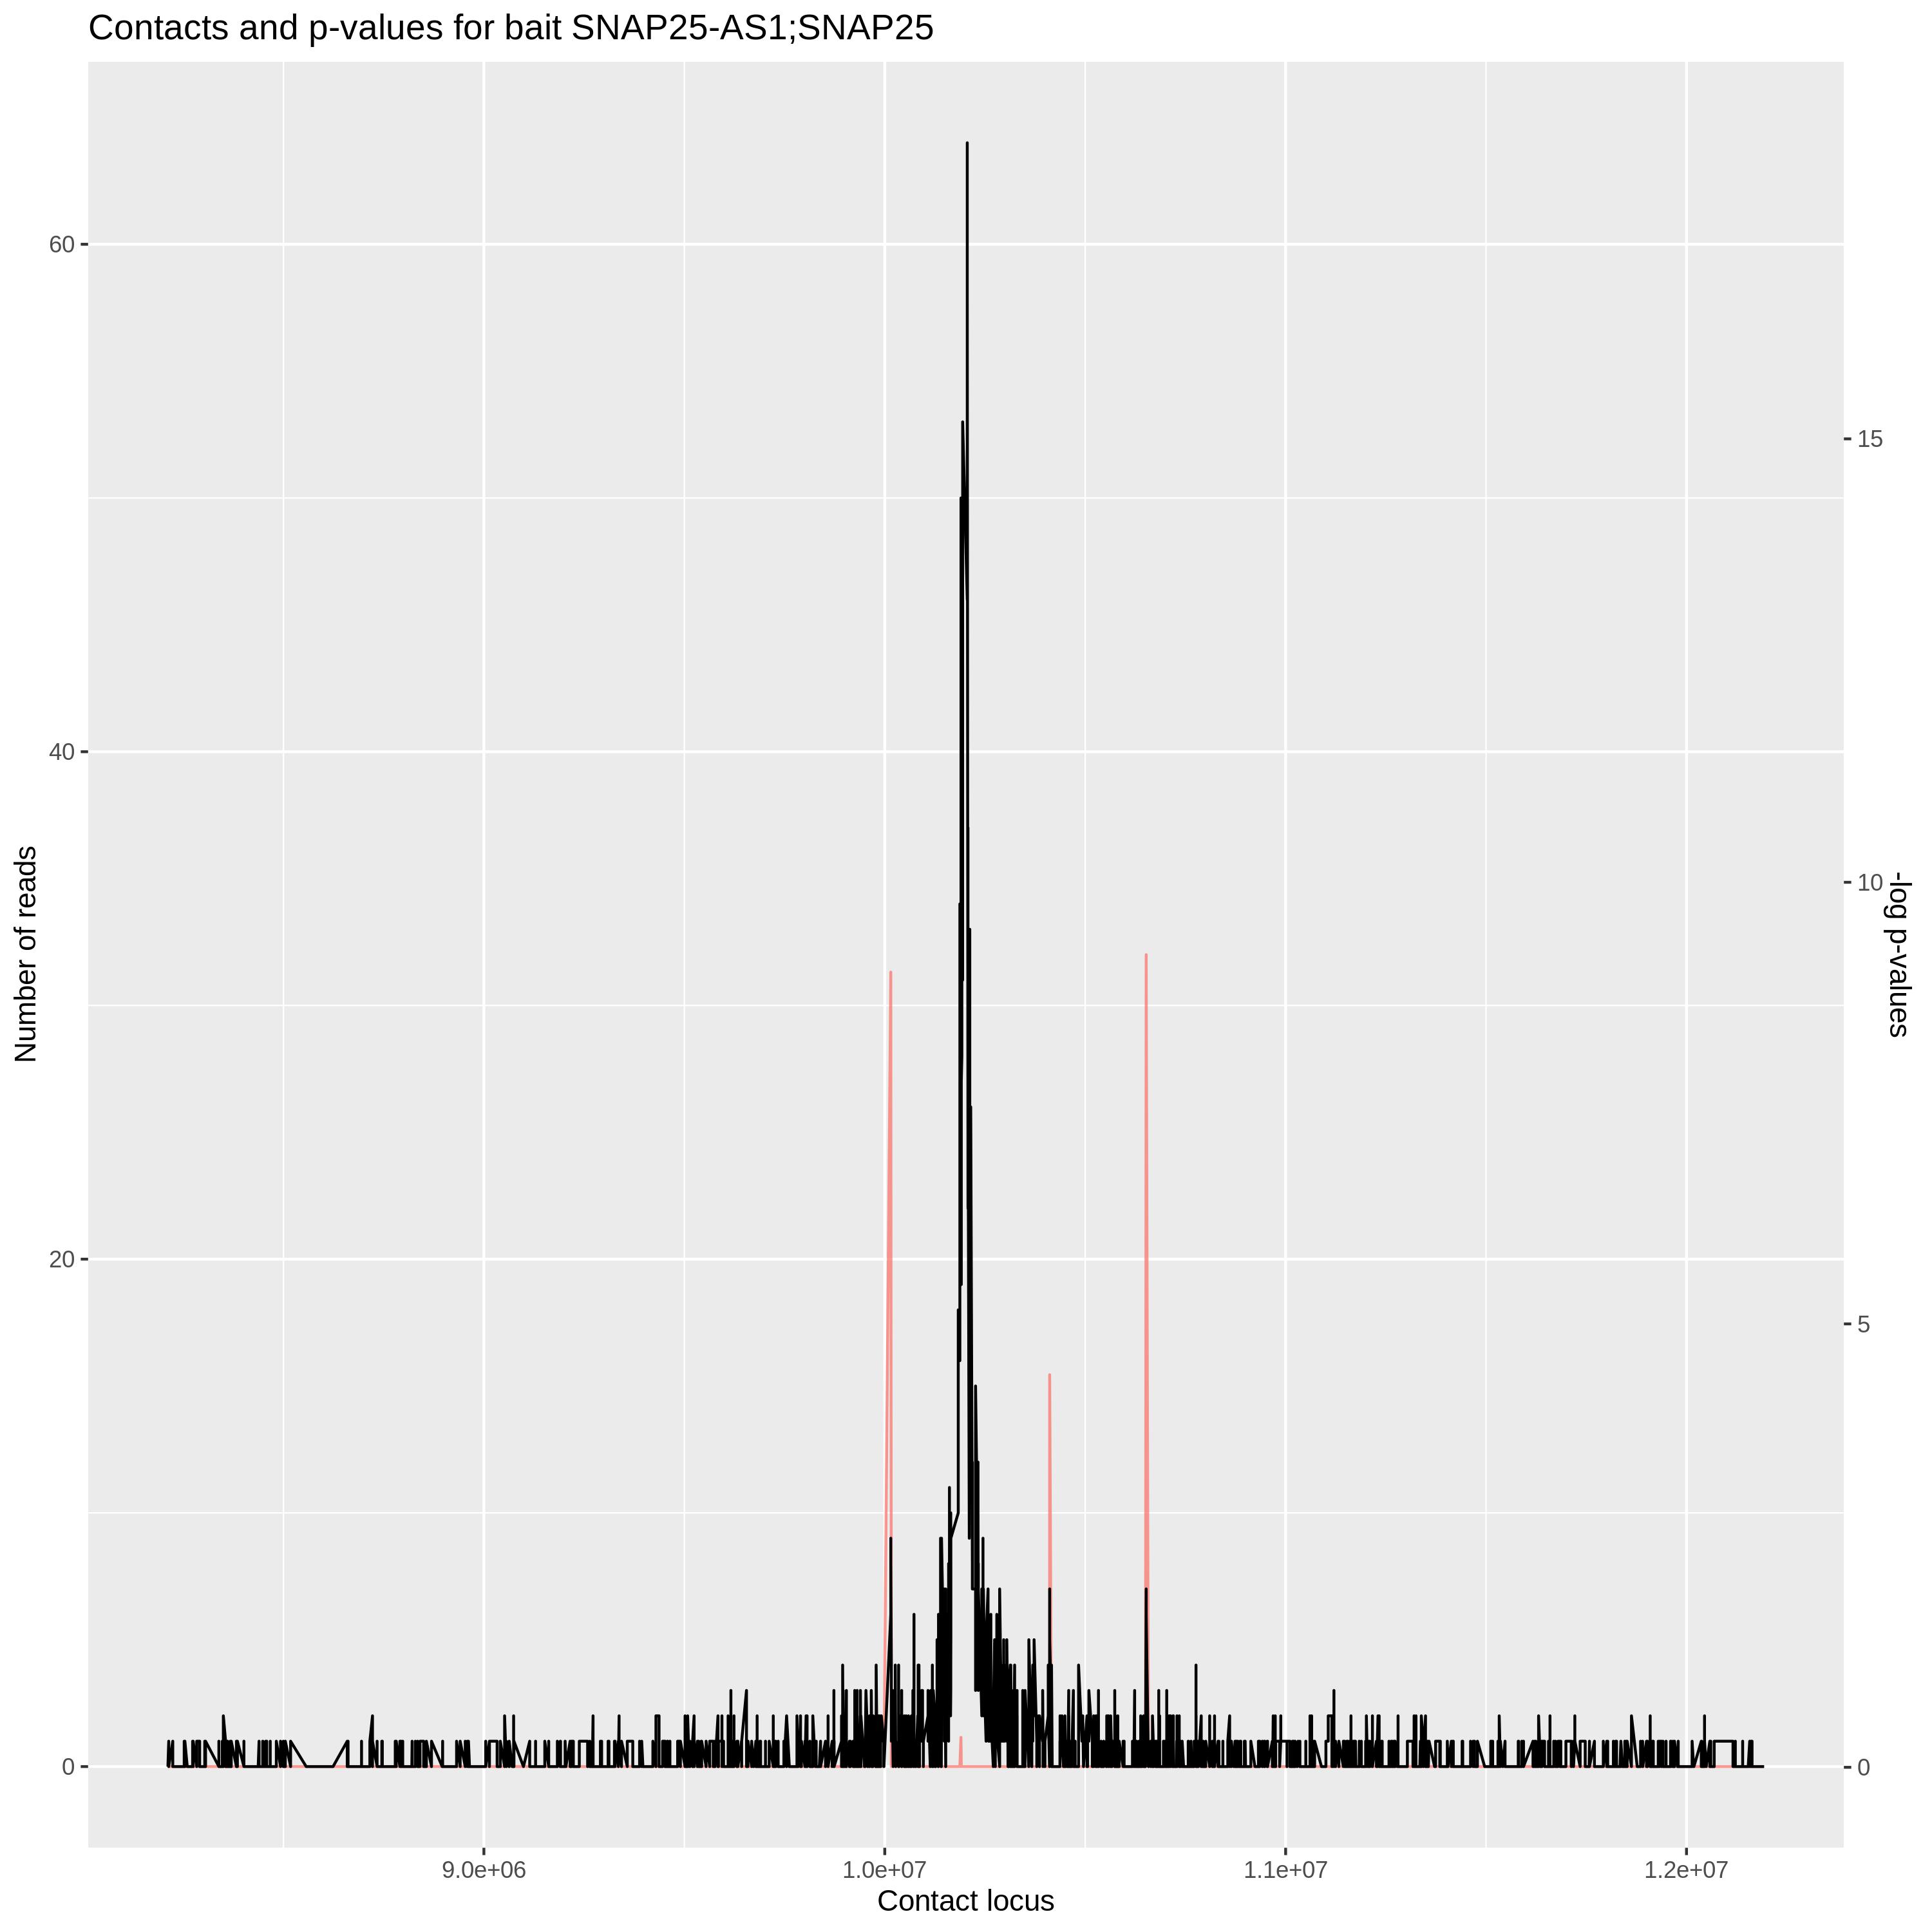 Contacts and p-values for bait SNAP25-AS1;SNAP25
60
40
20
0
Number of reads
15
10
5
0
-log p-values
9.0e+06
1.0e+07
1.1e+07
1.2e+07
Contact locus